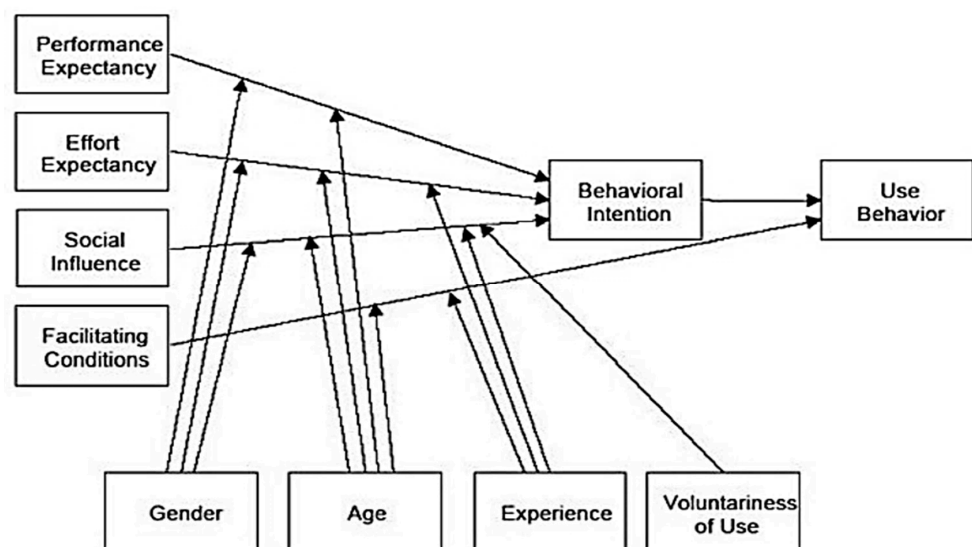 Performance
Expectancy
Effort
Expectancy
Social
Influence
Facilitating
Conditions
Behavioral
Intention
Use
Behavior
Gender
Age
Experience
Voluntariness
of Use